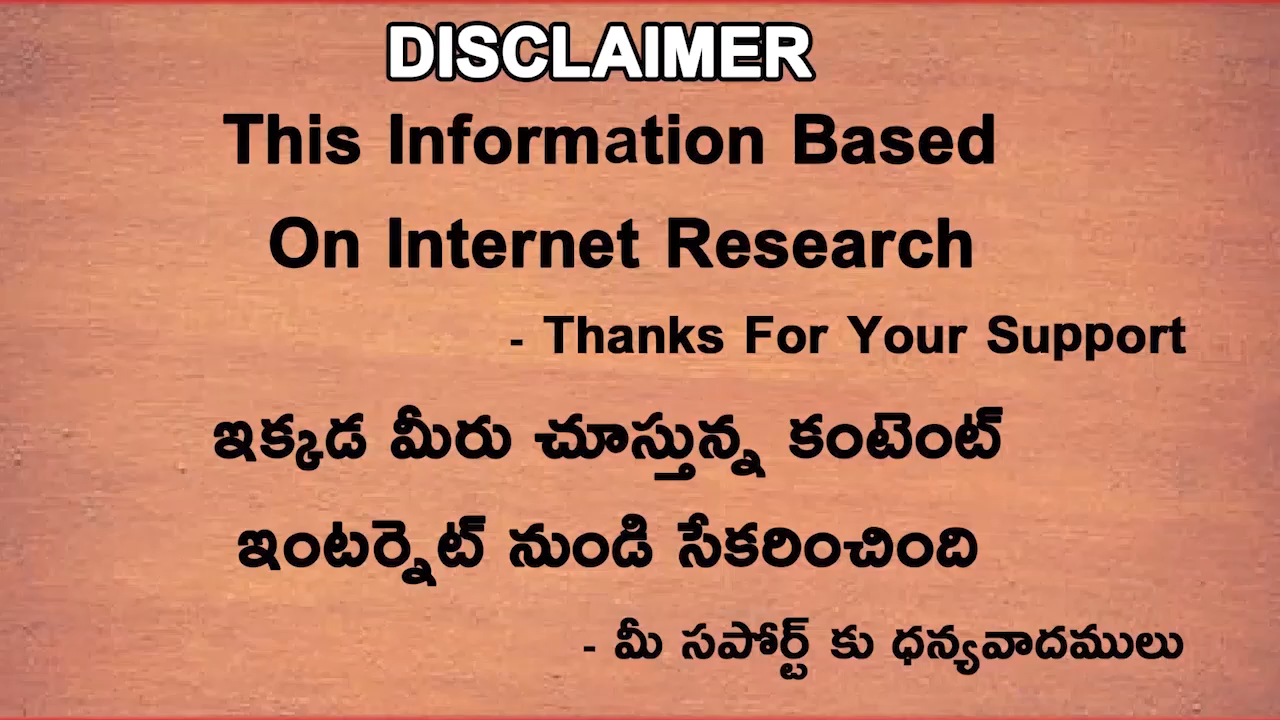 DISCLAIMER
This Information Based
On Internet Research
- Thanks For Your Support
ఇక్కడ మీరు చూస్తున్న కంటెంట్
ఇంటర్నెట్ నుండి సేకరించింది
- మీ సపోర్ట్ కు ధన్యవాదములు